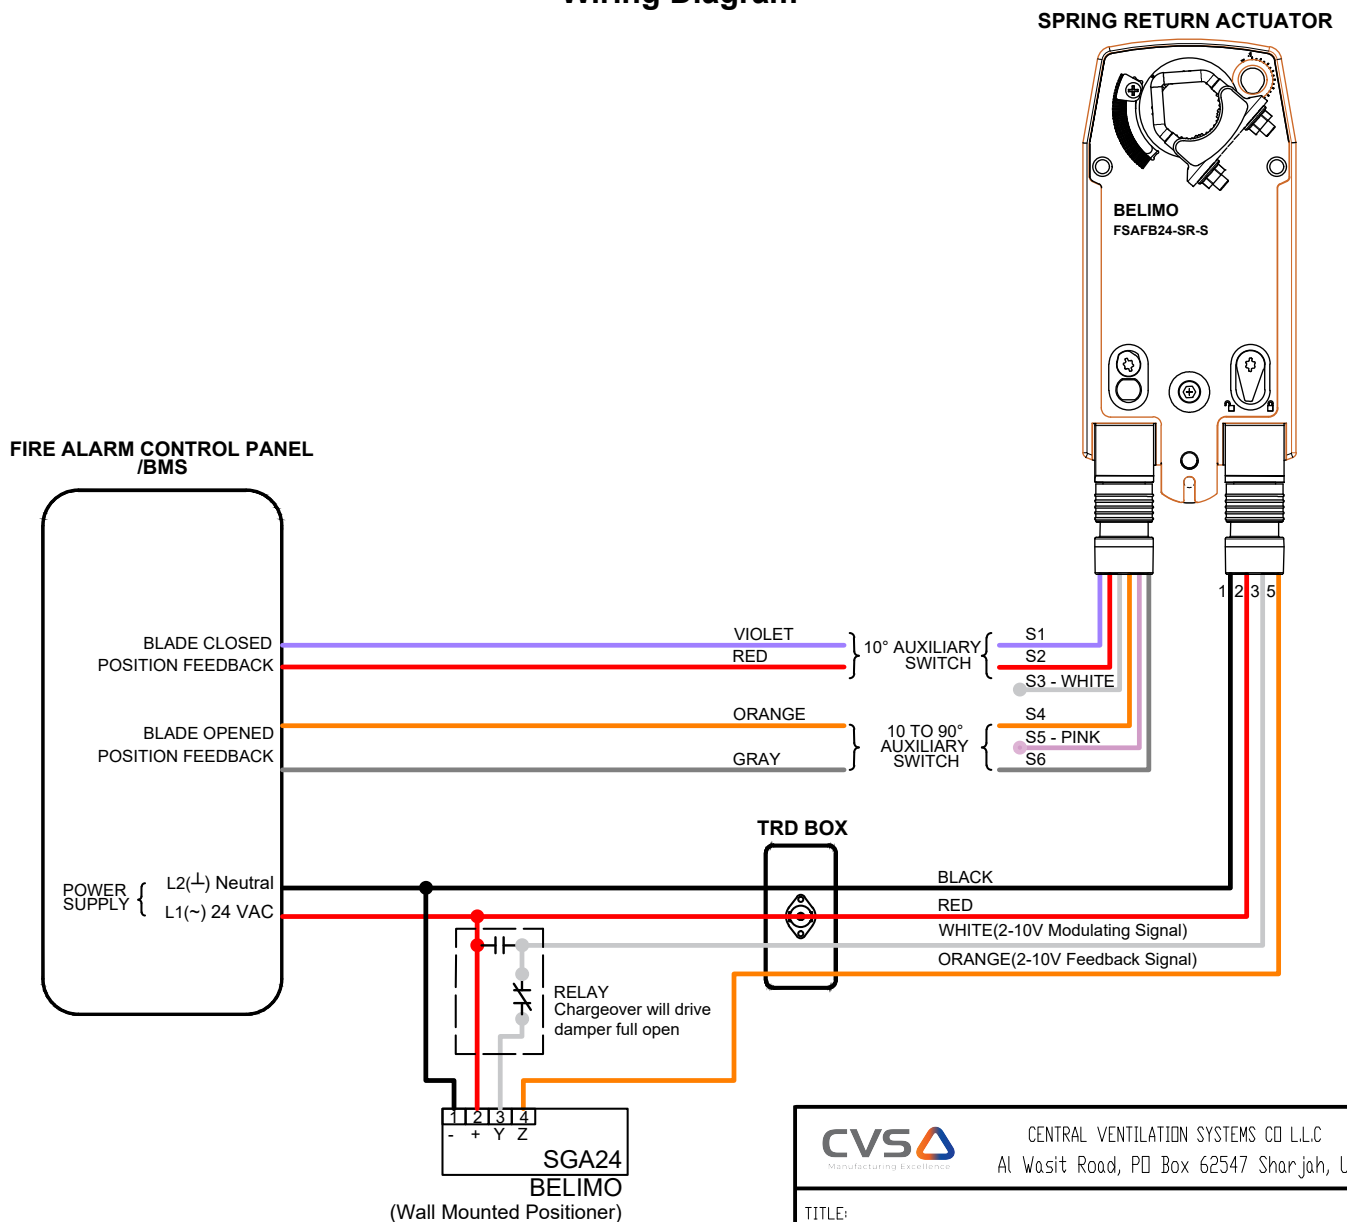 Wiring Diagram
SPRING RETURN ACTUATOR
BELIMO
FSAFB24-SR-S
FIRE ALARM CONTROL PANEL
/BMS
1 2 3 5
BLADE CLOSED
POSITION FEEDBACK
VIOLET
RED
10° AUXILIARY
SWITCH
S1
S2
S3 - WHITE
BLADE OPENED
POSITION FEEDBACK
ORANGE
GRAY
10 TO 90°
AUXILIARY
SWITCH
S4
S5 - PINK
S6
TRD BOX
POWER
SUPPLY
L2(┴) Neutral
L1(~) 24 VAC
BLACK
RED
WHITE(2-10V Modulating Signal)
ORANGE(2-10V Feedback Signal)
RELAY
Chargeover will drive
damper full open
1 2 3 4
- + Y Z
SGA24
BELIMO
(Wall Mounted Positioner)
CVS
Manufacturing Excellence
CENTRAL VENTILATION SYSTEMS CO L.L.C
Al Wasit Road, PO Box 62547 Sharjah, U
TITLE: